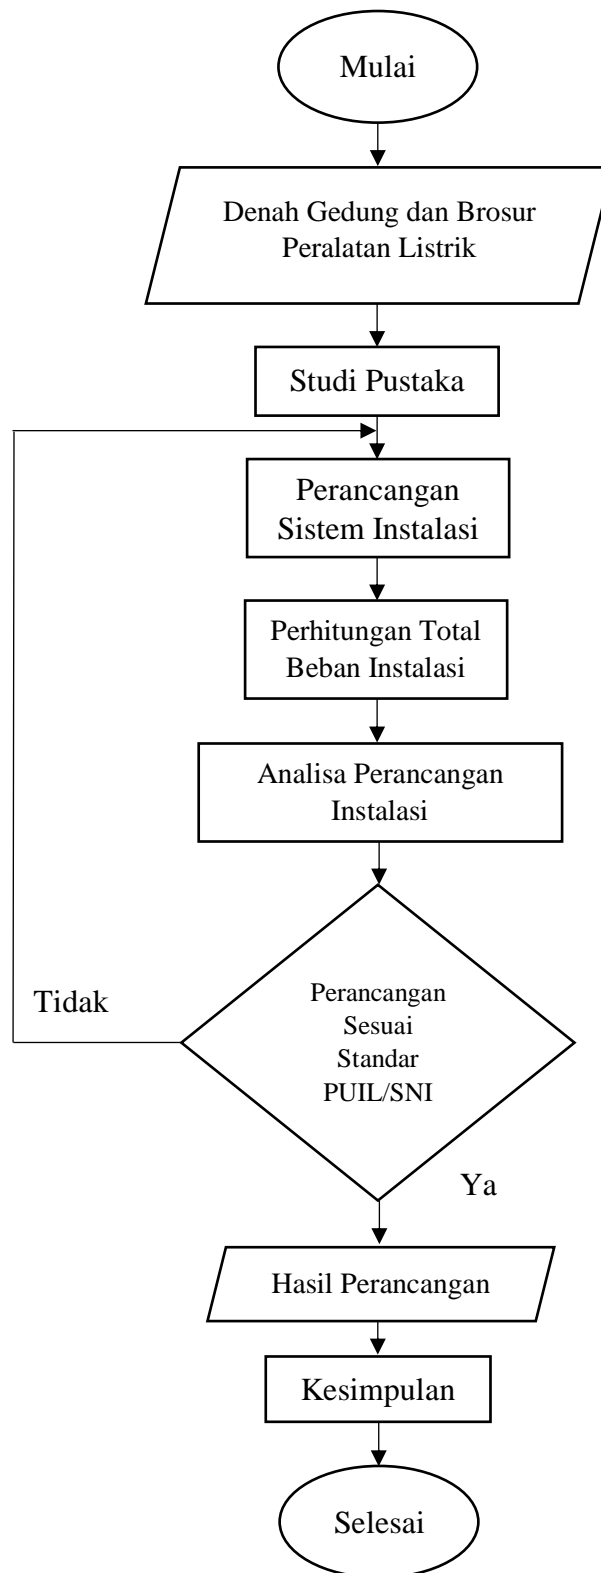 Mulai
Denah Gedung dan Brosur
Peralatan Listrik
Studi Pustaka
Perancangan
Sistem Instalasi
Perhitungan Total
Beban Instalasi
Analisa Perancangan
Instalasi
Tidak
Perancangan
Sesuai
Standar
PUIL/SNI
Ya
Hasil Perancangan
Kesimpulan
Selesai